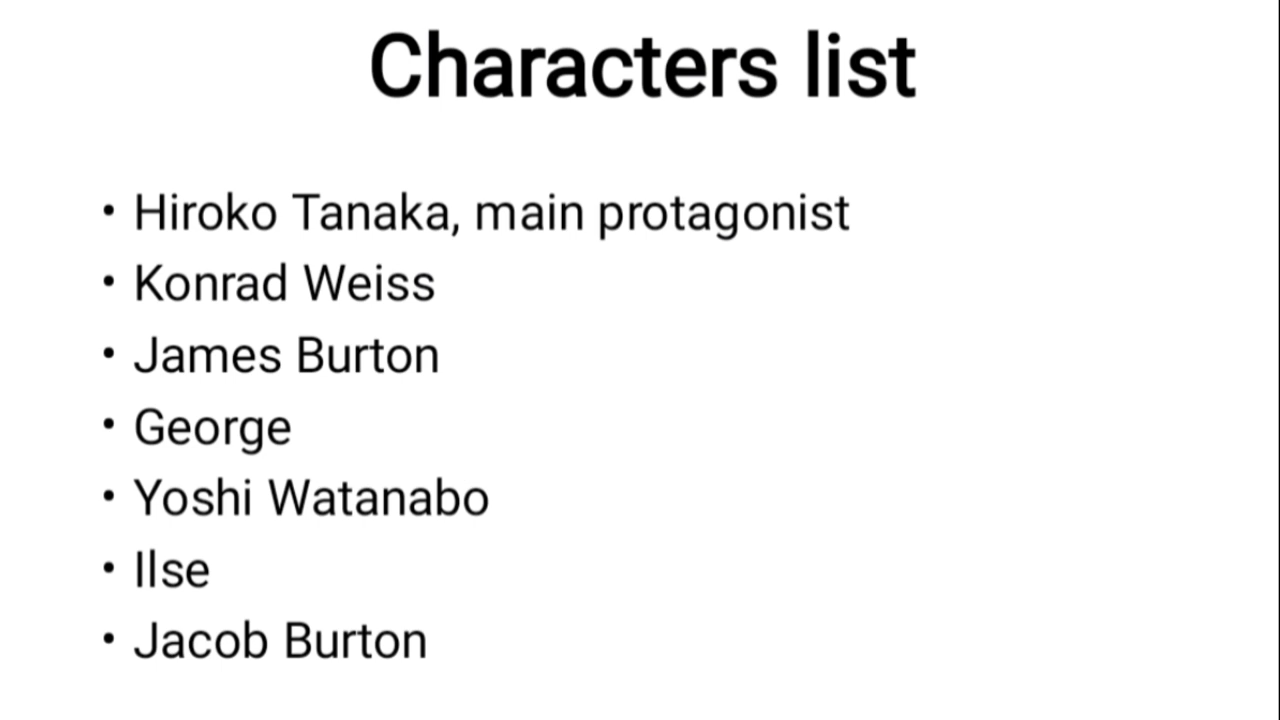 Characters list
• Hiroko Tanaka, main protagonist
• Konrad Weiss
• James Burton
• George
• Yoshi Watanabo
• Ilse
• Jacob Burton